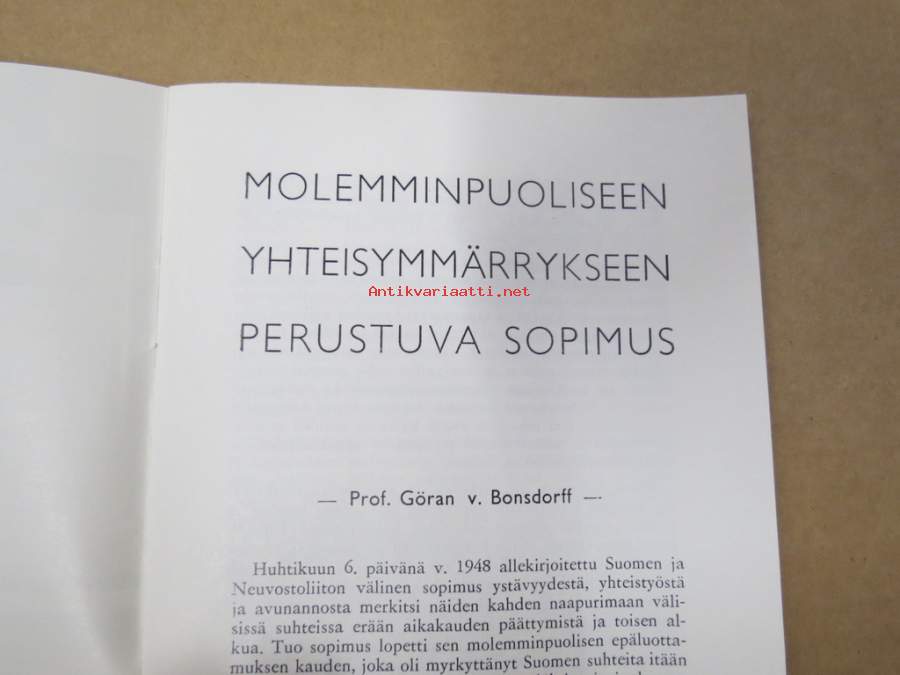 MOLEMMINPUOLISEEN
YHTEISYMMÄRRYKSEEN
Antikvariaatti.net
PERUSTUVA SOPIMUS
— Prof. Göran v. Bonsdorff —
Huhtikuun 6. päivänä v. 1948 allekirjoitettu Suomen ja
Neuvostoliiton välinen sopimus ystävyydestä, yhteistyöstä
ja avunannosta merkitsi näiden kahden naapurimaan väli-
sissä suhteissa erään aikakauden päättymistä ja toisen al-
kua. Tuo sopimus lopetti sen molemminpuolisen epäluotta-
muksen kauden, joka oli myrkyttänyt Suomen suhteita itään